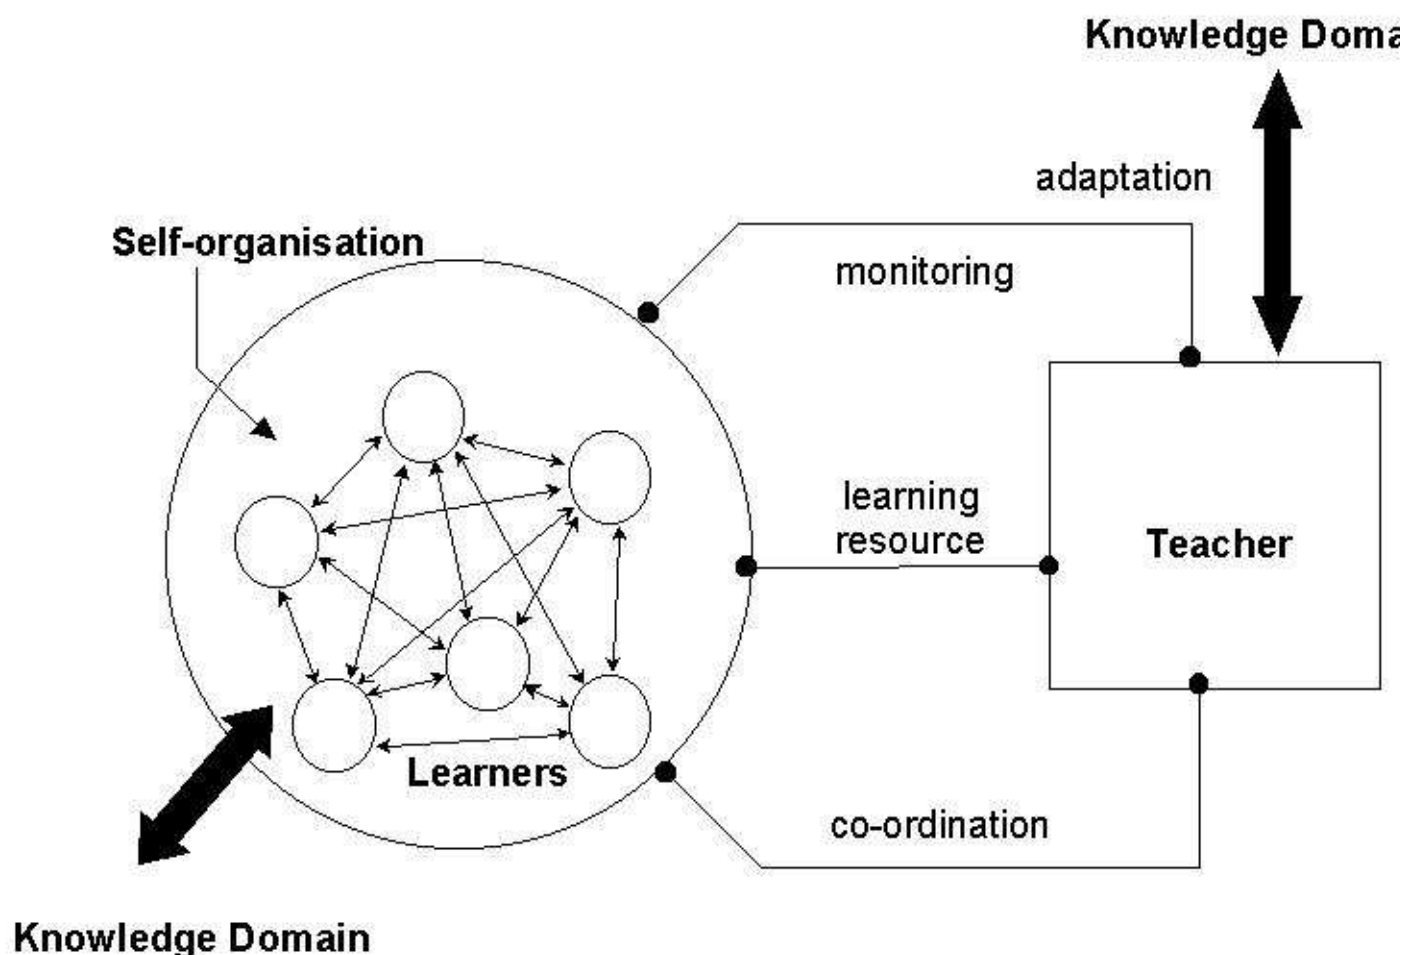 Knowledge Doma
adaptation
Self-organisation
monitoring
learning
resource
Teacher
Learners
co-ordination
Knowledge Domain